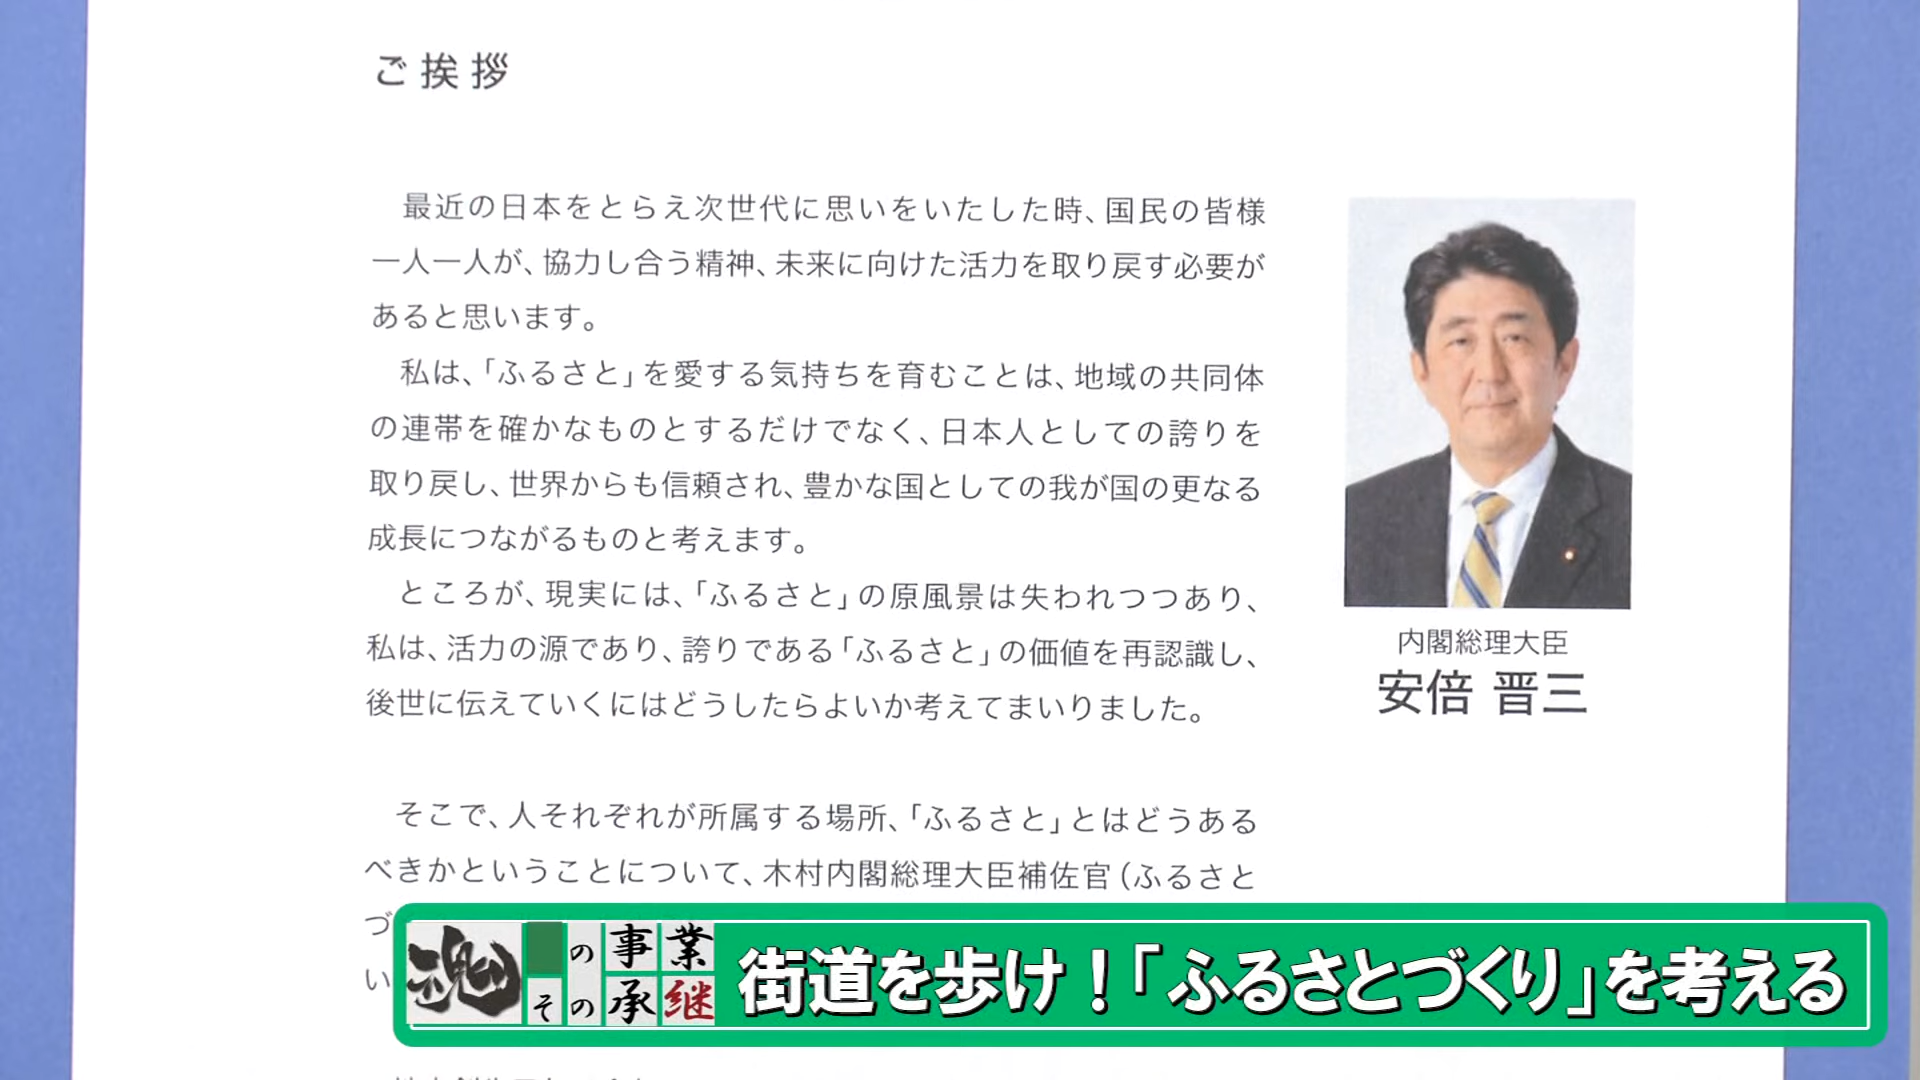 ご挨拶
最近の日本をとらえ次世代に思いをいたした時、国民の皆様
一人一人が、協力し合う精神、未来に向けた活力を取り戻す必要が
あると思います。
私は、「ふるさと」を愛する気持ちを育むことは、地域の共同体
の連帯を確かなものとするだけでなく、日本人としての誇りを
取り戻し、世界からも信頼され、豊かな国としての我が国の更なる
成長につながるものと考えます。
ところが、現実には、「ふるさと」の原風景は失われつつあり、
私は、活力の源であり、誇りである「ふるさと」の価値を再認識し、
後世に伝えていくにはどうしたらよいか考えてまいりました。
そこで、人それぞれが所属する場所、「ふるさと」とはどうある
べきかということについて、木村内閣総理大臣補佐官(ふるさと
づ
い
内閣総理大臣
安倍 晋三
魂の事業
その承継
街道を歩け!「ふるさとづくり」を考える